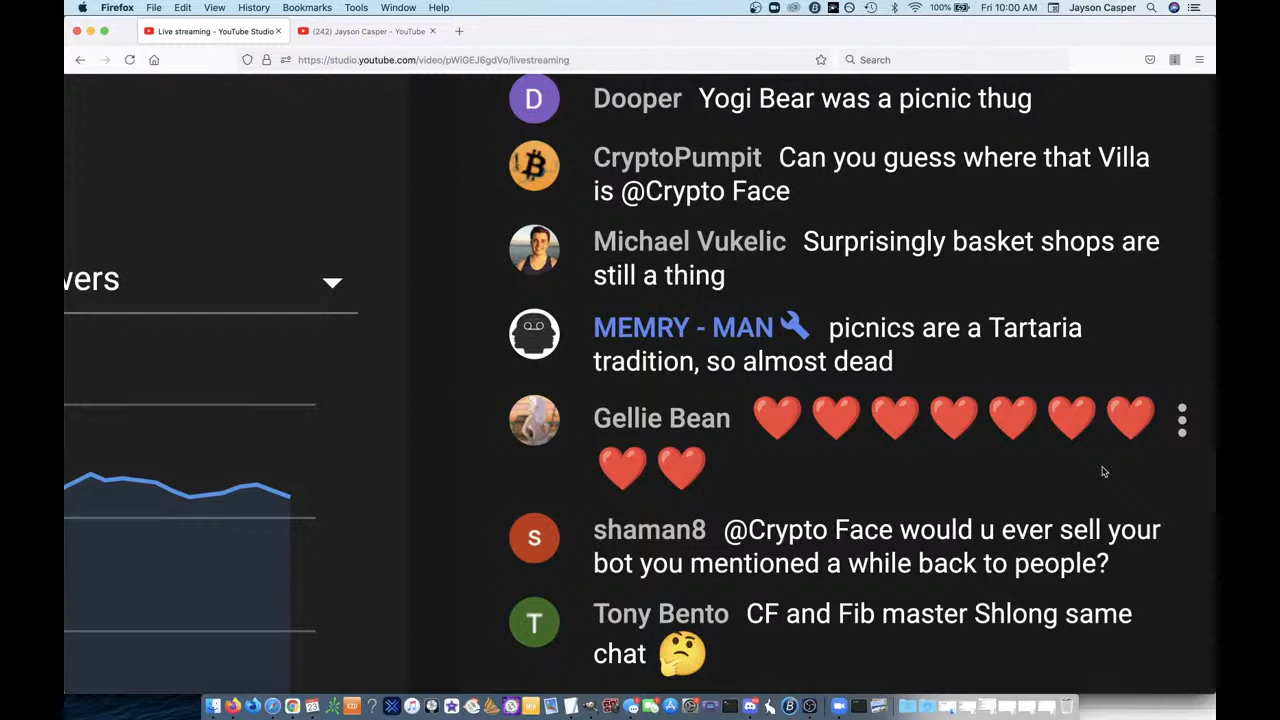 Firefox File Edit View History Bookmarks Tools Window Help 100% Fri 10:00 AM Jayson Casper
Live streaming - YouTube Studio (242) Jayson Casper - YouTube
https://studio.youtube.com/video/pWiGEJ6gdVo/livestreaming Search
D Dooper Yogi Bear was a picnic thug
CryptoPumpit Can you guess where that Villa
is @Crypto Face
Michael Vukelic Surprisingly basket shops are
still a thing
vers
MEMRY - MAN picnics are a Tartaria
tradition, so almost dead
Gellie Bean ❤️❤️❤️❤️❤️❤️❤️
❤️❤️
S shaman8 @Crypto Face would u ever sell your
bot you mentioned a while back to people?
T Tony Bento CF and Fib master Shlong same
chat 🤔